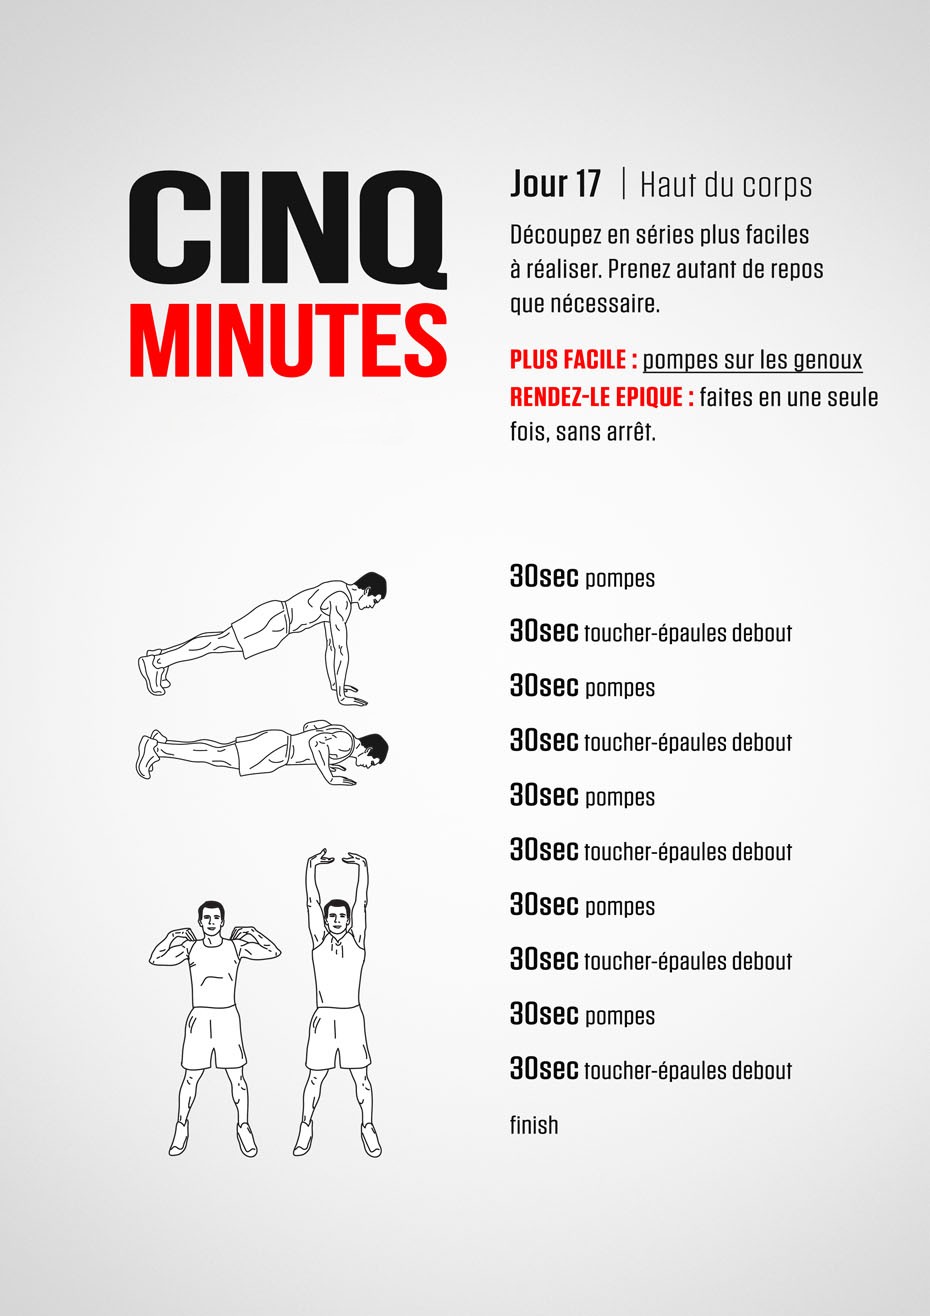 CINQ
MINUTES
Jour 17 | Haut du corps
Découpez en séries plus faciles
à réaliser. Prenez autant de repos
que nécessaire.
PLUS FACILE : pompes sur les genoux
RENDEZ-LE EPIQUE : faites en une seule
fois, sans arrêt.
30sec pompes
30sec toucher-épaules debout
30sec pompes
30sec toucher-épaules debout
30sec pompes
30sec toucher-épaules debout
30sec pompes
30sec toucher-épaules debout
30sec pompes
30sec toucher-épaules debout
finish